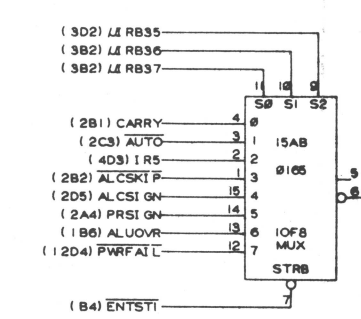 ( 3D2) μI RB35
( 3B2) μI RB36
( 3B2) μI RB37
11 10 9
S0 S1 S2
( 2B1) CARRY 4 0
( 2C3) AUTO 3 1 15AB
( 4D3) IR5 2 2 0165
( 2B2) ALCSKIP 1 3 5
( 2D5) ALCSIGN 15 4 6
( 2A4) PRSIGN 14 5
( 1B6) ALUOVR 13 6 1OF8
( 12D4) PWRFAIL 12 7 MUX
STRB
7
( B4) ENTSTI